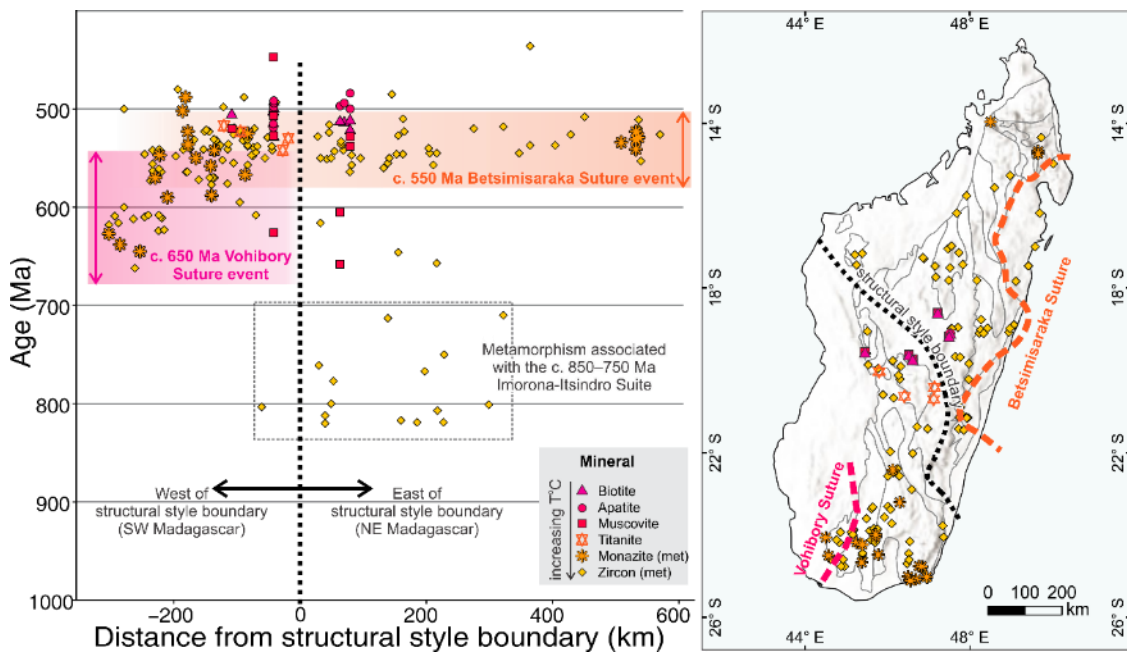 500
600
700
800
900
1000
Age (Ma)
−200
0
200
400
600
Distance from structural style boundary (km)
c. 550 Ma Betsimisaraka Suture event
c. 650 Ma Vohibory
Suture event
Metamorphism associated
with the c. 850–750 Ma
Imorona-Itsindro Suite
West of
structural style boundary
(SW Madagascar)
East of
structural style boundary
(NE Madagascar)
Mineral
increasing T°C
Biotite
Apatite
Muscovite
Titanite
Monazite (met)
Zircon (met)
44° E
48° E
14° S
18° S
22° S
26° S
14° S
18° S
22° S
26° S
structural style boundary
Betsimisaraka Suture
Vohibory Suture
0
100
200
km
44° E
48° E